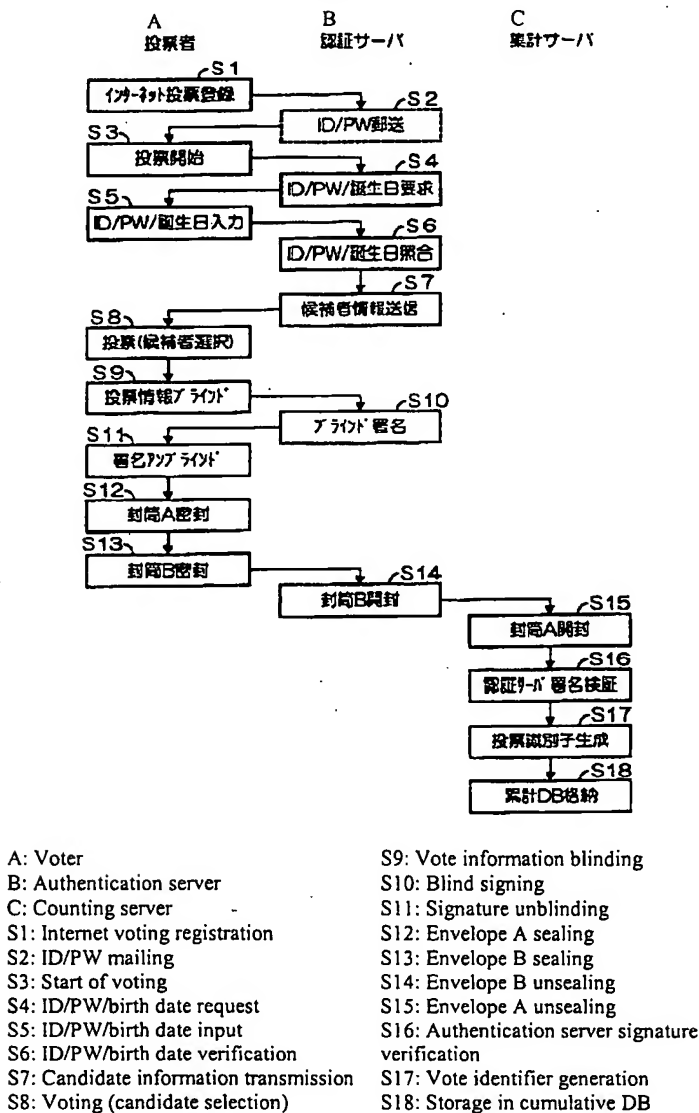 A
投票者
B
認証サーバ
C
集計サーバ
S1
インターネット投票登録
S2
ID/PW郵送
S3
投票開始
S4
ID/PW/誕生日要求
S5
ID/PW/誕生日入力
S6
ID/PW/誕生日照合
S7
候補者情報送信
S8
投票(候補者選択)
S9
投票情報ブラインド
S10
ブラインド署名
S11
署名アンブラインド
S12
封筒A密封
S13
封筒B密封
S14
封筒B開封
S15
封筒A開封
S16
認証サーバ署名検証
S17
投票識別子生成
S18
累計DB格納
A: Voter
B: Authentication server
C: Counting server
S1: Internet voting registration
S2: ID/PW mailing
S3: Start of voting
S4: ID/PW/birth date request
S5: ID/PW/birth date input
S6: ID/PW/birth date verification
S7: Candidate information transmission
S8: Voting (candidate selection)
S9: Vote information blinding
S10: Blind signing
S11: Signature unblinding
S12: Envelope A sealing
S13: Envelope B sealing
S14: Envelope B unsealing
S15: Envelope A unsealing
S16: Authentication server signature
verification
S17: Vote identifier generation
S18: Storage in cumulative DB